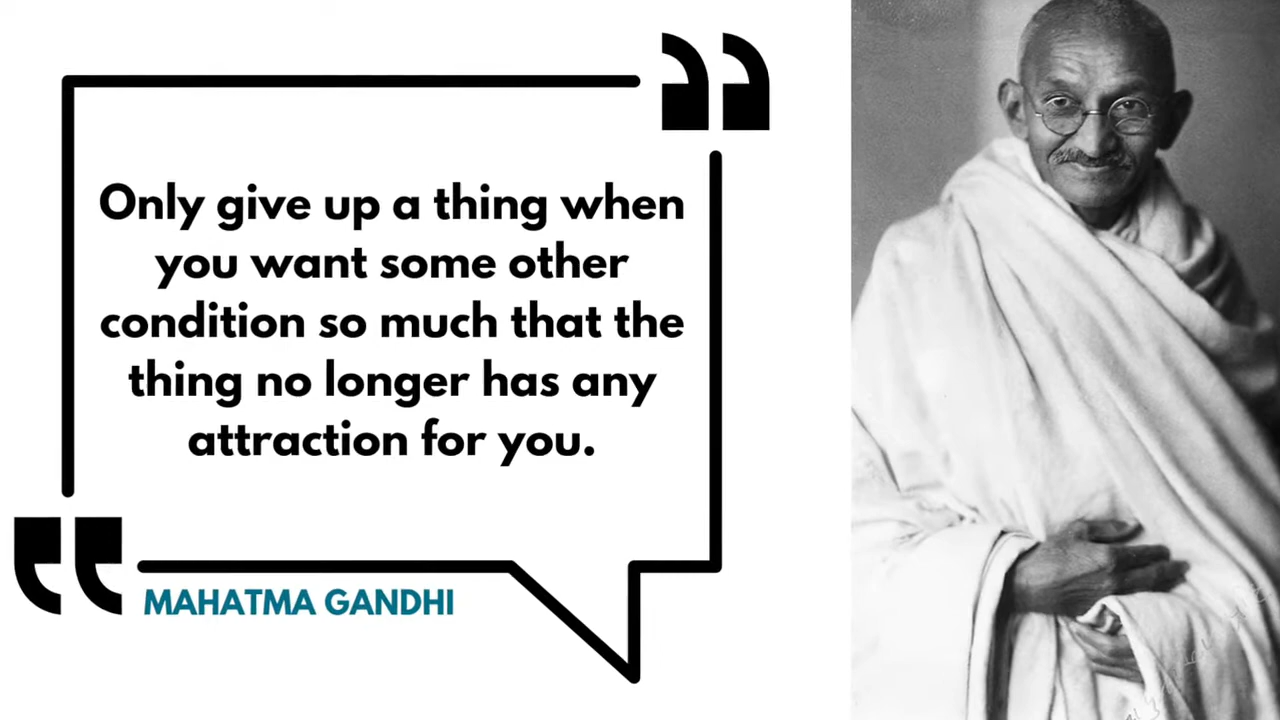 Only give up a thing when
you want some other
condition so much that the
thing no longer has any
attraction for you.
MAHATMA GANDHI